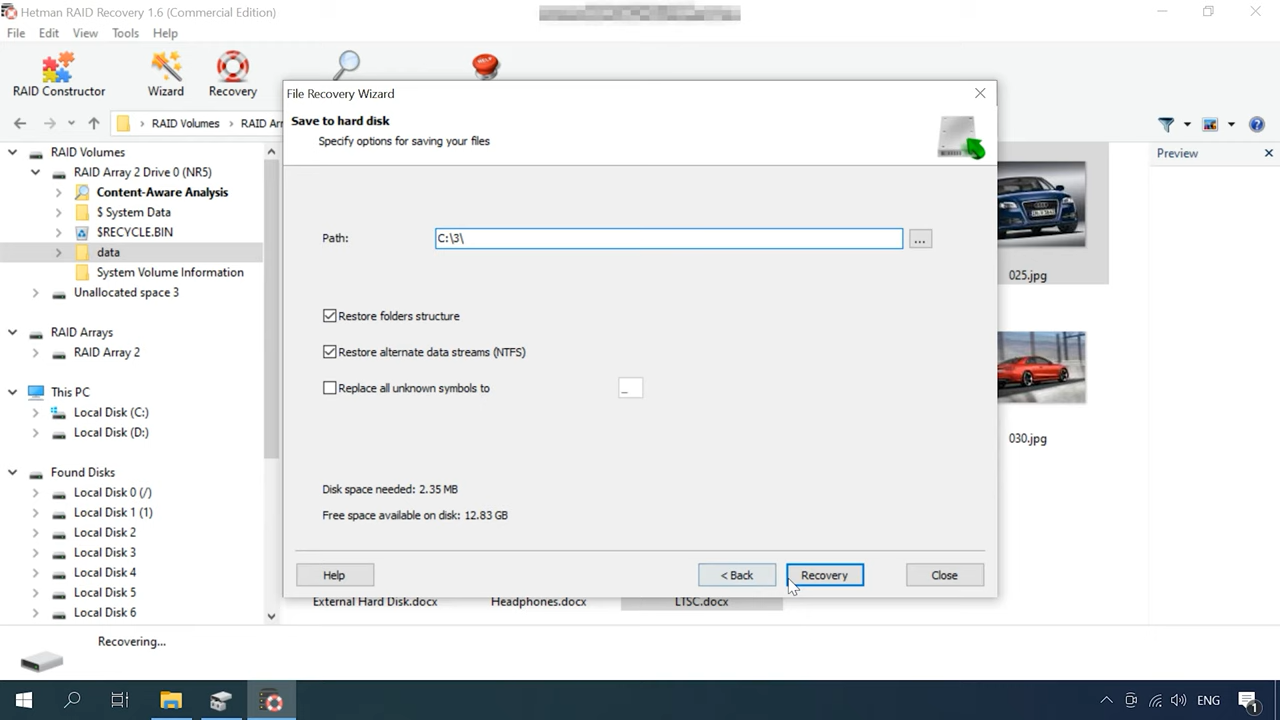 Hetman RAID Recovery 1.6 (Commercial Edition)
File Edit View Tools Help
RAID Constructor
Wizard
Recovery
HELP
RAID Volumes
RAID Ar
RAID Volumes
RAID Array 2 Drive 0 (NR5)
Content-Aware Analysis
$ System Data
$RECYCLE.BIN
data
System Volume Information
Unallocated space 3
RAID Arrays
RAID Array 2
This PC
Local Disk (C:)
Local Disk (D:)
Found Disks
Local Disk 0 (/)
Local Disk 1 (1)
Local Disk 2
Local Disk 3
Local Disk 4
Local Disk 5
Local Disk 6
File Recovery Wizard
Save to hard disk
Specify options for saving your files
Path:
C:\3\
...
Restore folders structure
Restore alternate data streams (NTFS)
Replace all unknown symbols to
_
Disk space needed: 2.35 MB
Free space available on disk: 12.83 GB
Help
< Back
Recovery
Close
Preview
025.jpg
030.jpg
External Hard Disk.docx
Headphones.docx
LTSC.docx
Recovering...
ENG
1